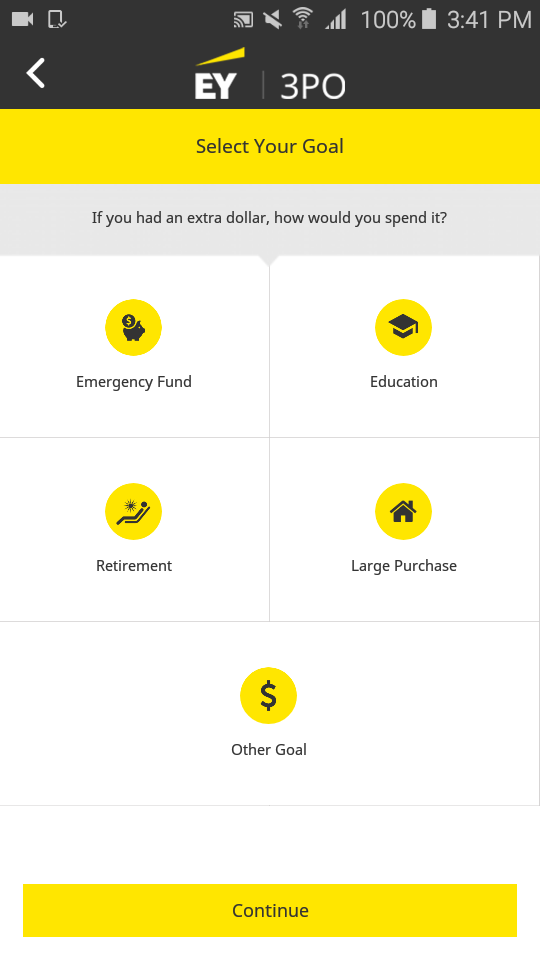 100% 3:41 PM
EY 3PO
Select Your Goal
If you had an extra dollar, how would you spend it?
$
Emergency Fund
Education
Retirement
Large Purchase
$
Other Goal
Continue